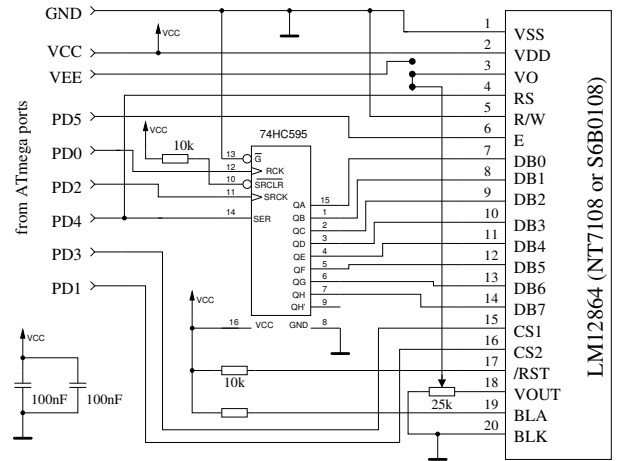 GND
VCC
VEE
PD5
PD0
PD2
PD4
PD3
PD1
from ATmega ports
VCC
VCC
10k
74HC595
13 G
12 RCK
10 SRCLR
11 SRCK
14 SER
QA 15
QB 1
QC 2
QD 3
QE 4
QF 5
QG 6
QH 7
QH' 9
16 VCC GND 8
VCC
10k
25k
VCC
100nF 100nF
1 VSS
2 VDD
3 VO
4 RS
5 R/W
6 E
7 DB0
8 DB1
9 DB2
10 DB3
11 DB4
12 DB5
13 DB6
14 DB7
15 CS1
16 CS2
17 /RST
18 VOUT
19 BLA
20 BLK
LM12864 (NT7108 or S6B0108)